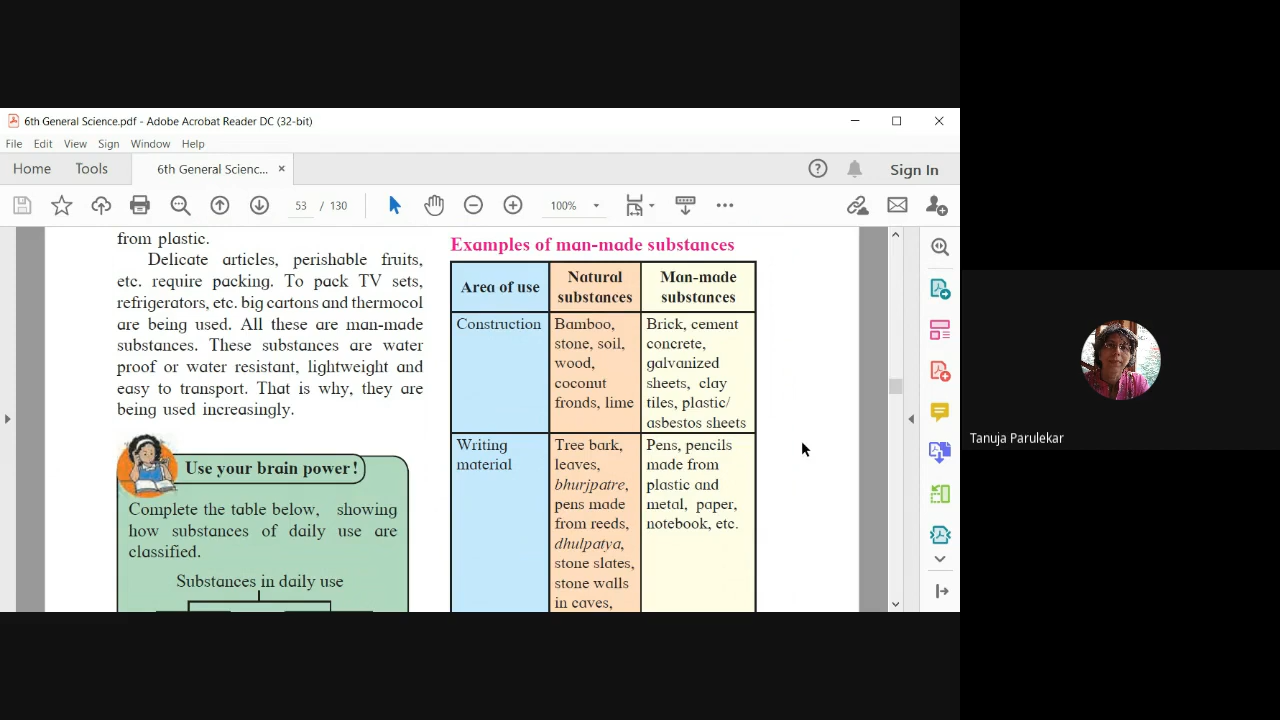 6th General Science.pdf - Adobe Acrobat Reader DC (32-bit)
File Edit View Sign Window Help
Home Tools 6th General Scienc... × Sign In
53 / 130 100%
from plastic.
Delicate articles, perishable fruits,
etc. require packing. To pack TV sets,
refrigerators, etc. big cartons and thermocol
are being used. All these are man-made
substances. These substances are water
proof or water resistant, lightweight and
easy to transport. That is why, they are
being used increasingly.
Use your brain power!
Complete the table below, showing
how substances of daily use are
classified.
Substances in daily use
Examples of man-made substances
Area of use
Natural
substances
Man-made
substances
Construction
Bamboo,
stone, soil,
wood,
coconut
fronds, lime
Brick, cement
concrete,
galvanized
sheets, clay
tiles, plastic/
asbestos sheets
Writing
material
Tree bark,
leaves,
bhurjpatre,
pens made
from reeds,
dhulpatya,
stone slates,
stone walls
in caves,
Pens, pencils
made from
plastic and
metal, paper,
notebook, etc.
Tanuja Parulekar